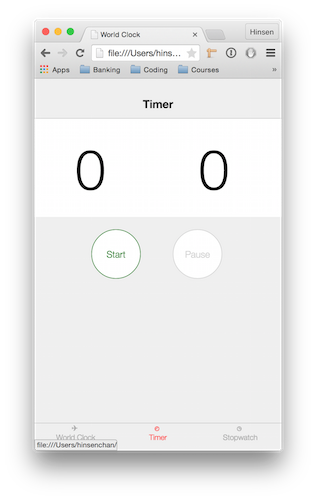 World Clock
Hinsen
file:///Users/hins...
Apps Banking Coding Courses »
Timer
0 0
Start Pause
World Clock Timer Stopwatch
file:///Users/hinsenchan/